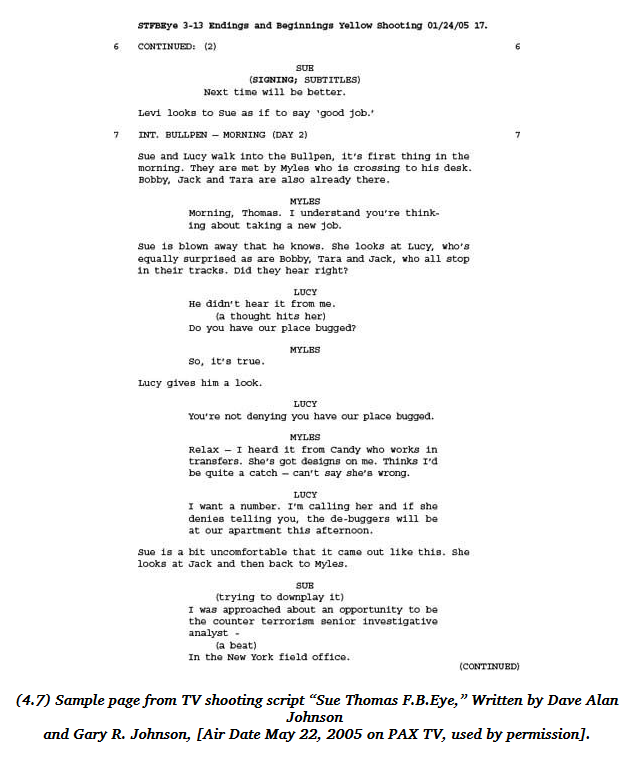 STFBEye 3-13 Endings and Beginnings Yellow Shooting 01/24/05 17.
6 CONTINUED: (2) 6
SUE
(SIGNING; SUBTITLES)
Next time will be better.
Levi looks to Sue as if to say 'good job.'
7 INT. BULLPEN – MORNING (DAY 2) 7
Sue and Lucy walk into the Bullpen, it's first thing in the
morning. They are met by Myles who is crossing to his desk.
Bobby, Jack and Tara are also already there.
MYLES
Morning, Thomas. I understand you're think-
ing about taking a new job.
Sue is blown away that he knows. She looks at Lucy, who's
equally surprised as are Bobby, Tara and Jack, who all stop
in their tracks. Did they hear right?
LUCY
He didn't hear it from me.
(a thought hits her)
Do you have our place bugged?
MYLES
So, it's true.
Lucy gives him a look.
LUCY
You're not denying you have our place bugged.
MYLES
Relax – I heard it from Candy who works in
transfers. She's got designs on me. Thinks I'd
be quite a catch – can't say she's wrong.
LUCY
I want a number. I'm calling her and if she
denies telling you, the de-buggers will be
at our apartment this afternoon.
Sue is a bit uncomfortable that it came out like this. She
looks at Jack and then back to Myles.
SUE
(trying to downplay it)
I was approached about an opportunity to be
the counter terrorism senior investigative
analyst -
(a beat)
In the New York field office.
(CONTINUED)
(4.7) Sample page from TV shooting script “Sue Thomas F.B.Eye,” Written by Dave Alan
Johnson
and Gary R. Johnson, [Air Date May 22, 2005 on PAX TV, used by permission].